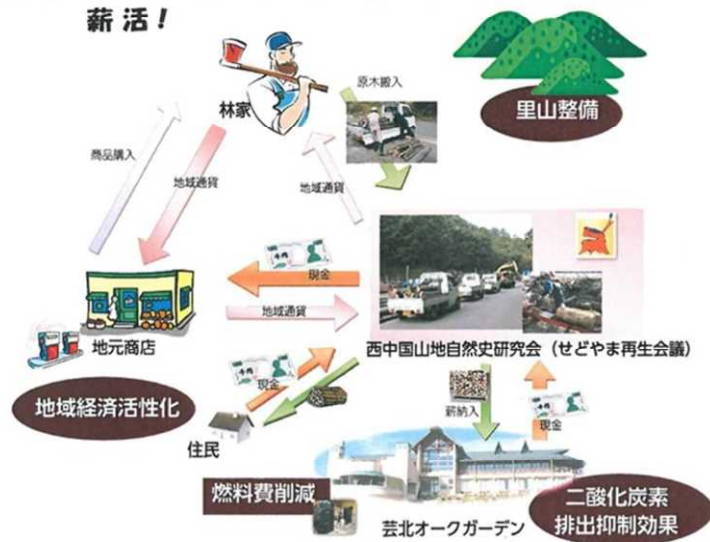 薪活！
林家
原木搬入
里山整備
商品購入
地域通貨
地域通貨
現金
地域通貨
地元商店
西中国山地自然史研究会（せどやま再生会議）
現金
薪納入
現金
地域経済活性化
住民
燃料費削減
芸北オークガーデン
二酸化炭素
排出抑制効果